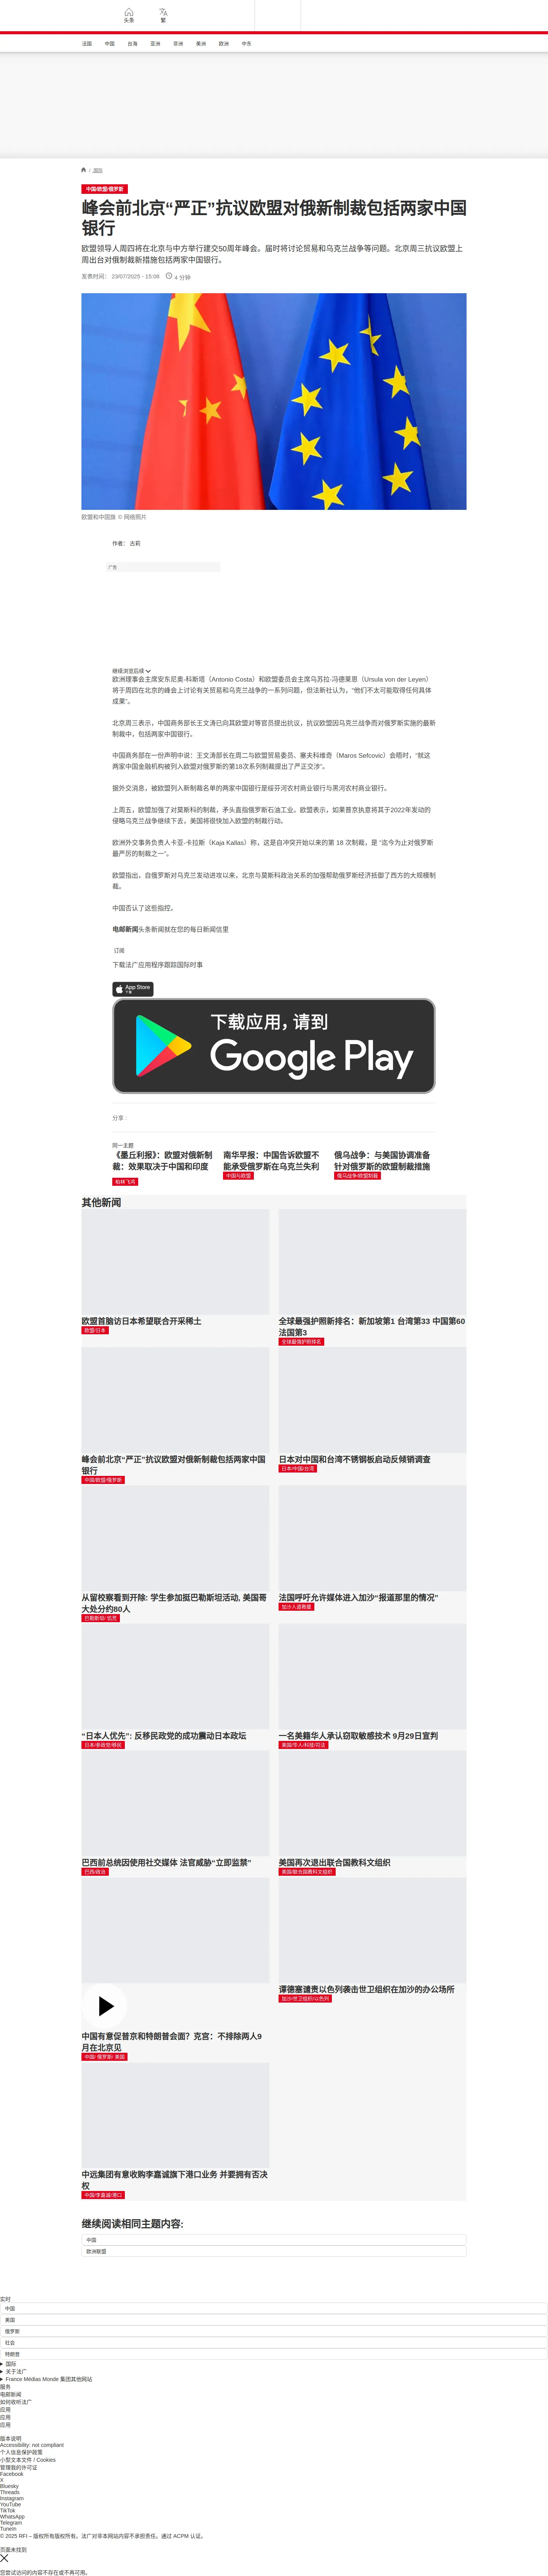 头条
繁
法国
中国
台海
亚洲
非洲
美洲
欧洲
中东
/ 国际
中国/欧盟/俄罗斯
峰会前北京“严正”抗议欧盟对俄新制裁包括两家中国
银行
欧盟领导人周四将在北京与中方举行建交50周年峰会。届时将讨论贸易和乌克兰战争等问题。北京周三抗议欧盟上
周出台对俄制裁新措施包括两家中国银行。
发表时间： 23/07/2025 - 15:08
4 分钟
欧盟和中国旗 © 网络照片
作者： 古莉
广告
继续浏览后续
欧洲理事会主席安东尼奥-科斯塔（Antonio Costa）和欧盟委员会主席乌苏拉-冯德莱恩（Ursula von der Leyen）
将于周四在北京的峰会上讨论有关贸易和乌克兰战争的一系列问题，但法新社认为，“他们不太可能取得任何具体
成果”。
北京周三表示，中国商务部长王文涛已向其欧盟对等官员提出抗议，抗议欧盟因乌克兰战争而对俄罗斯实施的最新
制裁中，包括两家中国银行。
中国商务部在一份声明中说：王文涛部长在周二与欧盟贸易委员、塞夫科维奇（Maros Sefcovic）会晤时，“就这
两家中国金融机构被列入欧盟对俄罗斯的第18次系列制裁提出了严正交涉”。
据外交消息，被欧盟列入新制裁名单的两家中国银行是绥芬河农村商业银行与黑河农村商业银行。
上周五，欧盟加强了对莫斯科的制裁，矛头直指俄罗斯石油工业。欧盟表示，如果普京执意将其于2022年发动的
侵略乌克兰战争继续下去，美国将很快加入欧盟的制裁行动。
欧洲外交事务负责人卡亚-卡拉斯（Kaja Kallas）称，这是自冲突开始以来的第 18 次制裁，是 “迄今为止对俄罗斯
最严厉的制裁之一”。
欧盟指出，自俄罗斯对乌克兰发动进攻以来，北京与莫斯科政治关系的加强帮助俄罗斯经济抵御了西方的大规模制
裁。
中国否认了这些指控。
电邮新闻头条新闻就在您的每日新闻信里
订阅
下载法广应用程序跟踪国际时事
App Store
下载
下载应用，请到
Google Play
分享 :
同一主题
《墨丘利报》：欧盟对俄新制
裁：效果取决于中国和印度
柏林飞鸿
南华早报：中国告诉欧盟不
能承受俄罗斯在乌克兰失利
中国与欧盟
俄乌战争：与美国协调准备
针对俄罗斯的欧盟制裁措施
俄乌战争/欧盟制裁
其他新闻
欧盟首脑访日本希望联合开采稀土
欧盟/日本
全球最强护照新排名：新加坡第1 台湾第33 中国第60
法国第3
全球最强护照排名
峰会前北京“严正”抗议欧盟对俄新制裁包括两家中国
银行
中国/欧盟/俄罗斯
日本对中国和台湾不锈钢板启动反倾销调查
日本/中国/台湾
从留校察看到开除: 学生参加挺巴勒斯坦活动, 美国哥
大处分约80人
巴勒斯坦/ 饥荒
法国呼吁允许媒体进入加沙“报道那里的情况”
加沙人道救援
“日本人优先”: 反移民政党的成功震动日本政坛
日本/参政党/移民
一名美籍华人承认窃取敏感技术 9月29日宣判
美国/华人/科技/司法
巴西前总统因使用社交媒体 法官威胁“立即监禁”
巴西/政治
美国再次退出联合国教科文组织
美国/联合国教科文组织
中国有意促普京和特朗普会面？克宫：不排除两人9
月在北京见
中国/ 俄罗斯/ 美国
谭德塞谴责以色列袭击世卫组织在加沙的办公场所
加沙/世卫组织/以色列
中远集团有意收购李嘉诚旗下港口业务 并要拥有否决
权
中国/李嘉诚/港口
继续阅读相同主题内容:
中国
欧洲联盟
实时
中国
美国
俄罗斯
社会
特朗普
国际
关于法广
France Médias Monde 集团其他网站
服务
电邮新闻
如何收听法广
应用
应用
应用
版本说明
Accessibility: not compliant
个人信息保护政策
小型文本文件 / Cookies
管理我的许可证
Facebook
X
Bluesky
Threads
Instagram
YouTube
TikTok
WhatsApp
Telegram
TuneIn
© 2025 RFI – 版权所有版权所有。法广对非本网站内容不承担责任。通过 ACPM 认证。
页面未找到
您尝试访问的内容不存在或不再可用。